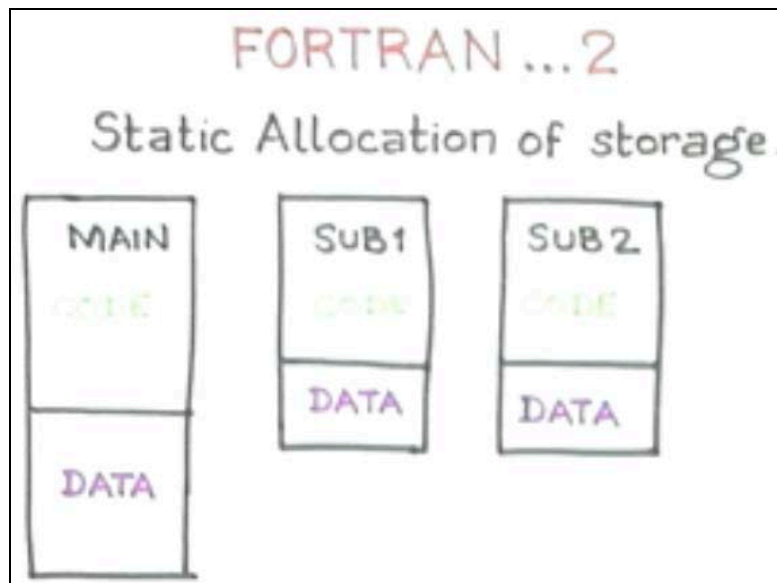 FORTRAN ... 2
Static Allocation of storage.
MAIN SUB1 SUB2
CODE CODE CODE
DATA DATA
DATA